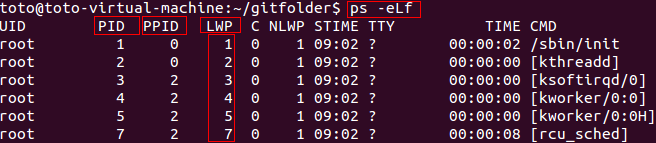 toto@toto-virtual-machine:~/gitfolder$ ps -eLf
UID PID PPID LWP C NLWP STIME TTY TIME CMD
root 1 0 1 0 1 09:02 ? 00:00:02 /sbin/init
root 2 0 2 0 1 09:02 ? 00:00:00 [kthreadd]
root 3 2 3 0 1 09:02 ? 00:00:00 [ksoftirqd/0]
root 4 2 4 0 1 09:02 ? 00:00:00 [kworker/0:0]
root 5 2 5 0 1 09:02 ? 00:00:00 [kworker/0:0H]
root 7 2 7 0 1 09:02 ? 00:00:08 [rcu_sched]